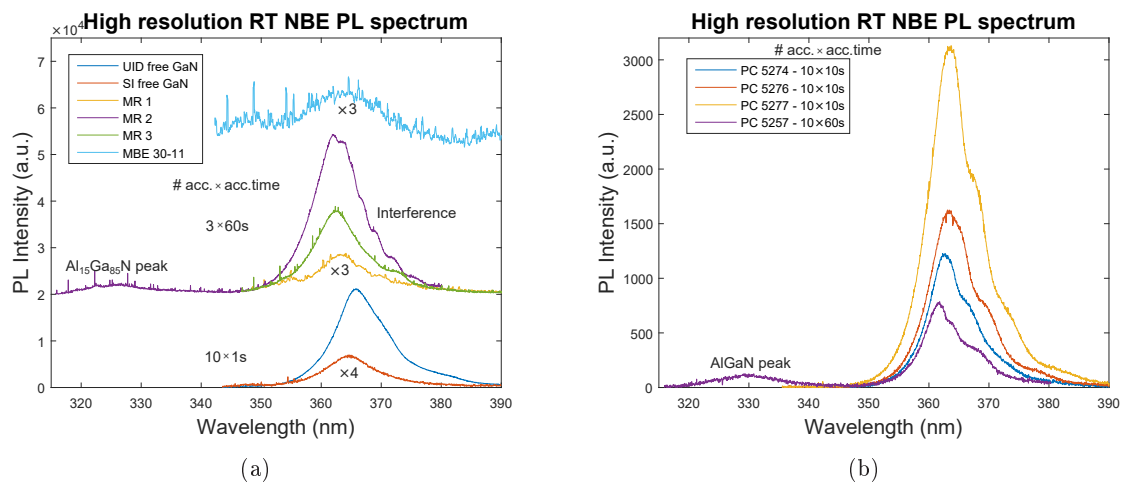 High resolution RT NBE PL spectrum
×10⁴
8
7
6
5
4
3
2
1
0
PL Intensity (a.u.)
UID free GaN
SI free GaN
MR 1
MR 2
MR 3
MBE 30-11
×3
# acc. × acc.time
3 × 60s
Interference
Al₁₅Ga₈₅N peak
×3
10 × 1s
×4
320 330 340 350 360 370 380 390
Wavelength (nm)
(a)
High resolution RT NBE PL spectrum
# acc. × acc.time
3000
2500
2000
1500
1000
500
0
PL Intensity (a.u.)
PC 5274 - 10×10s
PC 5276 - 10×10s
PC 5277 - 10×10s
PC 5257 - 10×60s
AlGaN peak
320 330 340 350 360 370 380 390
Wavelength (nm)
(b)